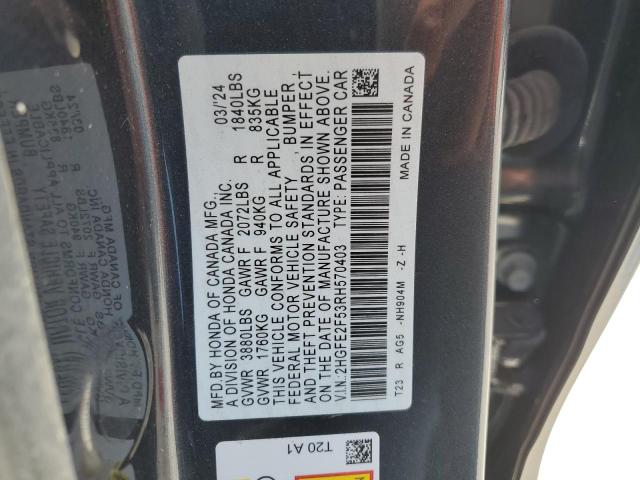 MFD.BY HONDA OF CANADA MFG., 03/'24
A DIVISION OF HONDA CANADA INC.
GVWR 3880LBS GAWR F 2072LBS R 1840LBS
GVWR 1760KG GAWR F 940KG R 835KG
THIS VEHICLE CONFORMS TO ALL APPLICABLE
FEDERAL MOTOR VEHICLE SAFETY, BUMPER,
AND THEFT PREVENTION STANDARDS IN EFFECT
ON THE DATE OF MANUFACTURE SHOWN ABOVE.
V.I.N.:2HGFE2F53RH570403 TYPE: PASSENGER CAR
T23 R AG5 -NH904M -Z -H MADE IN CANADA
T20 A1